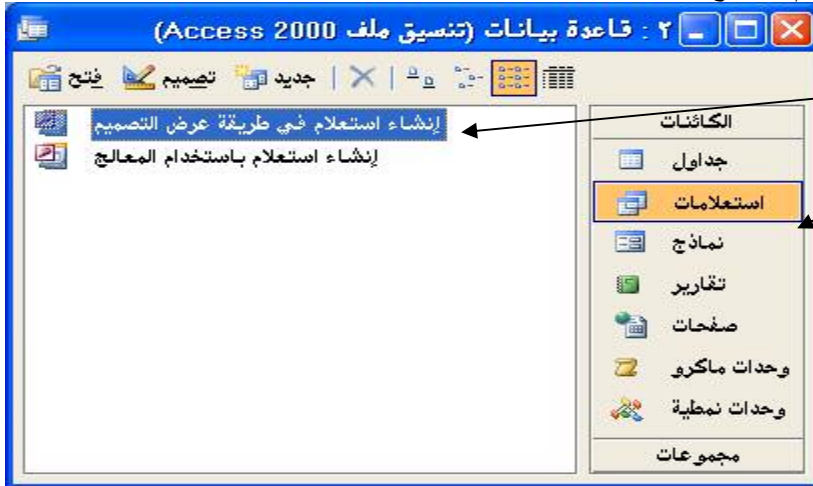 ٢ : قاعدة بيانات (تنسيق ملف Access 2000)
فتح تصميم جديد
الكائنات
جداول
استعلامات
نماذج
تقارير
صفحات
وحدات ماكرو
وحدات نمطية
مجموعات
إنشاء استعلام في طريقة عرض التصميم
إنشاء استعلام باستخدام المعالج